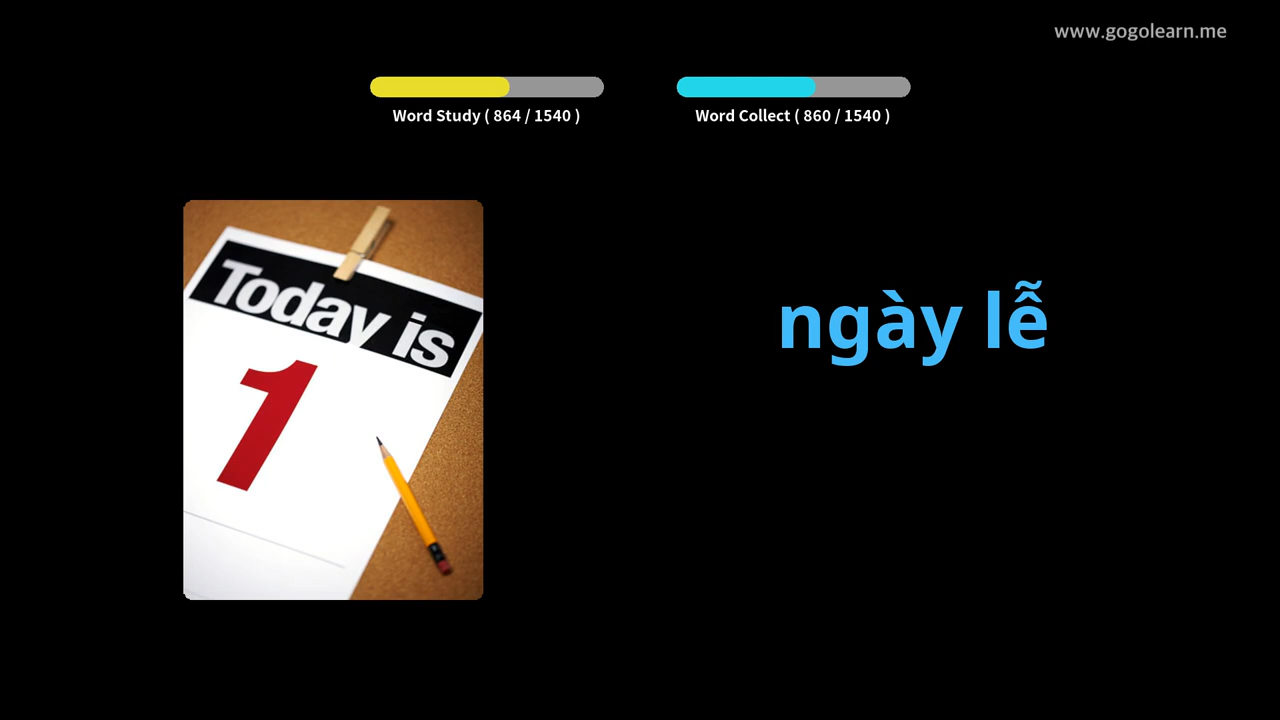 www.gogolearn.me
Word Study ( 864 / 1540 )
Word Collect ( 860 / 1540 )
Today is
1
ngày lễ